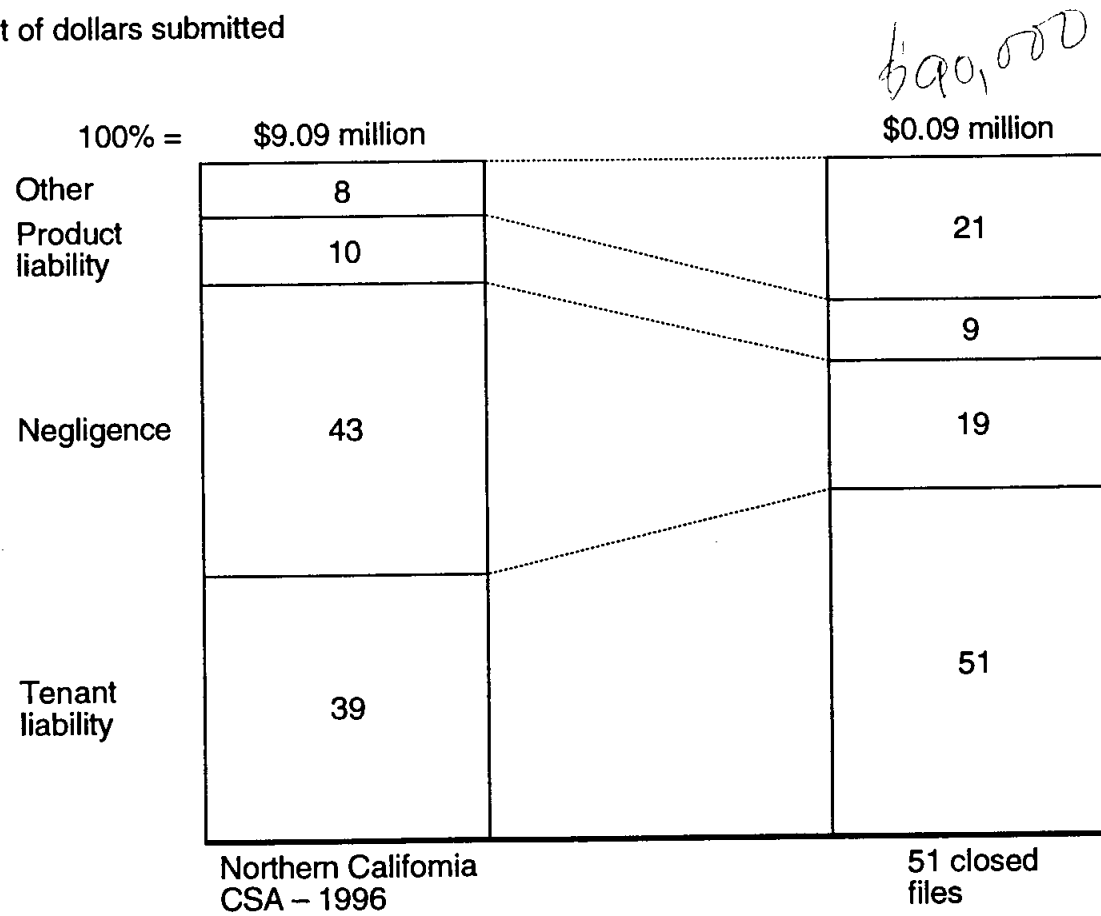 t of dollars submitted
$90,000
100% = $9.09 million $0.09 million
Other 8 21
Product
liability 10 9
Negligence 43 19
Tenant
liability 39 51
Northern California
CSA – 1996
51 closed
files